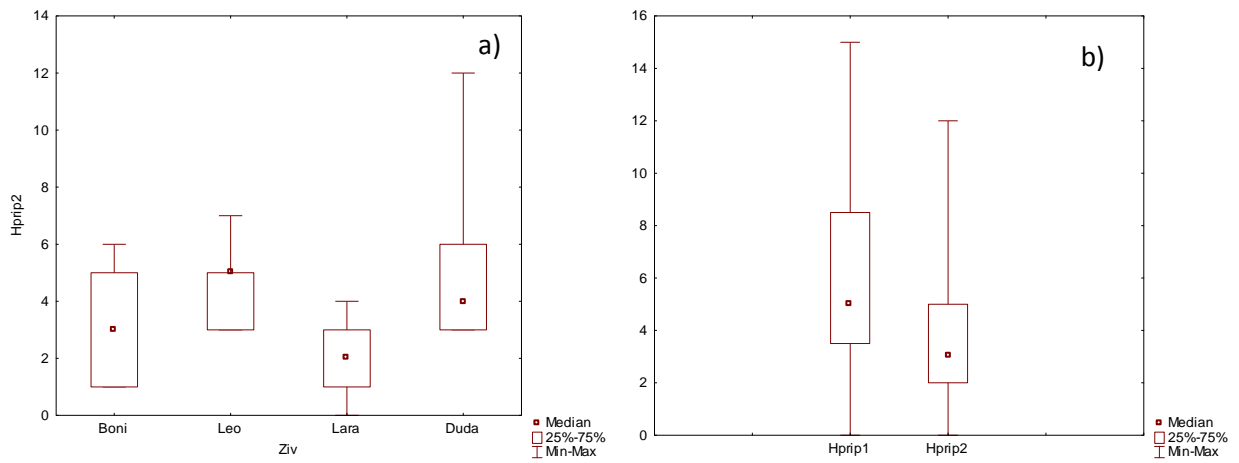 a)
14
12
10
8
6
4
2
0
Hprip2
Boni Leo Lara Duda
Ziv
Median
25%-75%
Min-Max
b)
16
14
12
10
8
6
4
2
0
Hprip1 Hprip2
Median
25%-75%
Min-Max